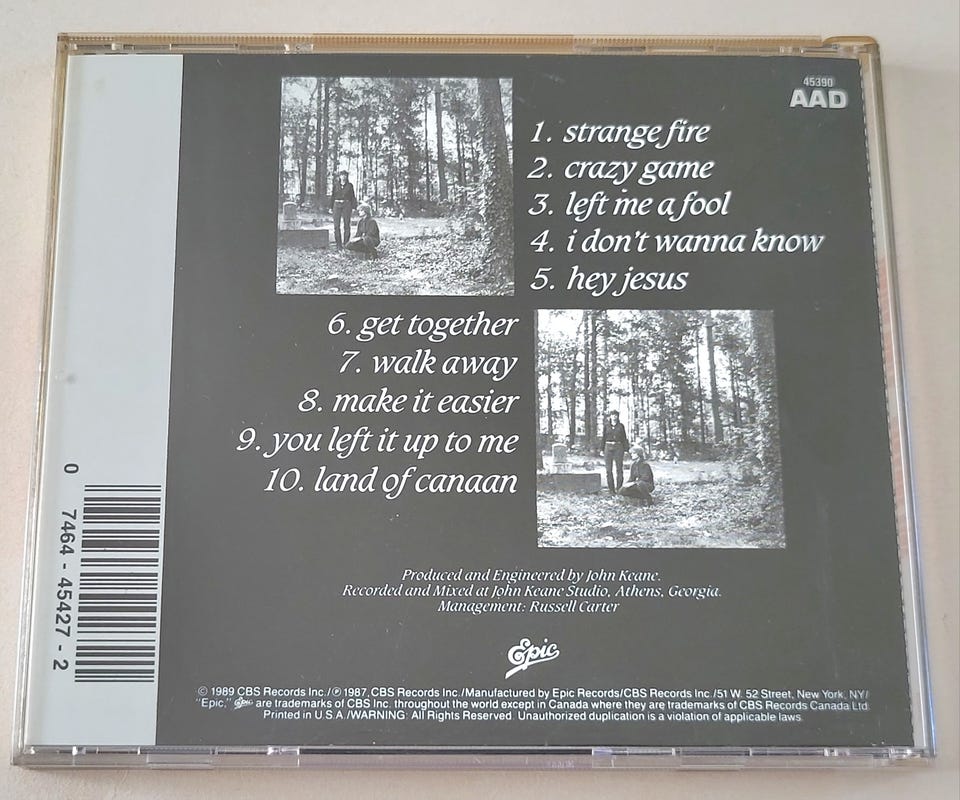 45390
AAD
1. strange fire
2. crazy game
3. left me a fool
4. i don't wanna know
5. hey jesus
6. get together
7. walk away
8. make it easier
9. you left it up to me
10. land of canaan
Produced and Engineered by John Keane.
Recorded and Mixed at John Keane Studio, Athens, Georgia.
Management: Russell Carter
Epic
© 1989 CBS Records Inc./℗ 1987, CBS Records Inc./Manufactured by Epic Records/CBS Records Inc./51 W. 52 Street, New York, NY/
"Epic," Epic are trademarks of CBS Inc. throughout the world except in Canada where they are trademarks of CBS Records Canada Ltd.
Printed in U.S.A./WARNING: All Rights Reserved. Unauthorized duplication is a violation of applicable laws.
0 7464-45427-2